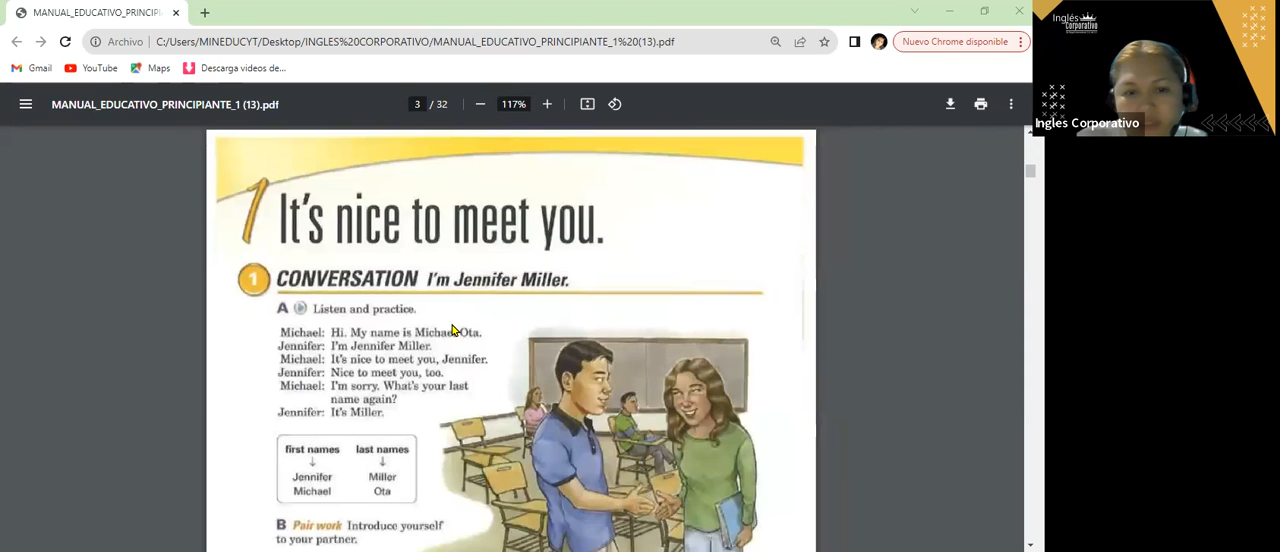 MANUAL_EDUCATIVO_PRINCIPI
Archivo
C:/Users/MINEDUCYT/Desktop/INGLES%20CORPORATIVO/MANUAL_EDUCATIVO_PRINCIPIANTE_1%20(13).pdf
Nuevo Chrome disponible
Gmail
YouTube
Maps
Descarga videos de...
MANUAL_EDUCATIVO_PRINCIPIANTE_1 (13).pdf
3 / 32
117%
Inglés
Corporativo
Ingles Corporativo
1 It's nice to meet you.
1 CONVERSATION I'm Jennifer Miller.
A Listen and practice.
Michael: Hi. My name is Michael Ota.
Jennifer: I'm Jennifer Miller.
Michael: It's nice to meet you, Jennifer.
Jennifer: Nice to meet you, too.
Michael: I'm sorry. What's your last
name again?
Jennifer: It's Miller.
first names last names
Jennifer Miller
Michael Ota
B Pair work Introduce yourself
to your partner.